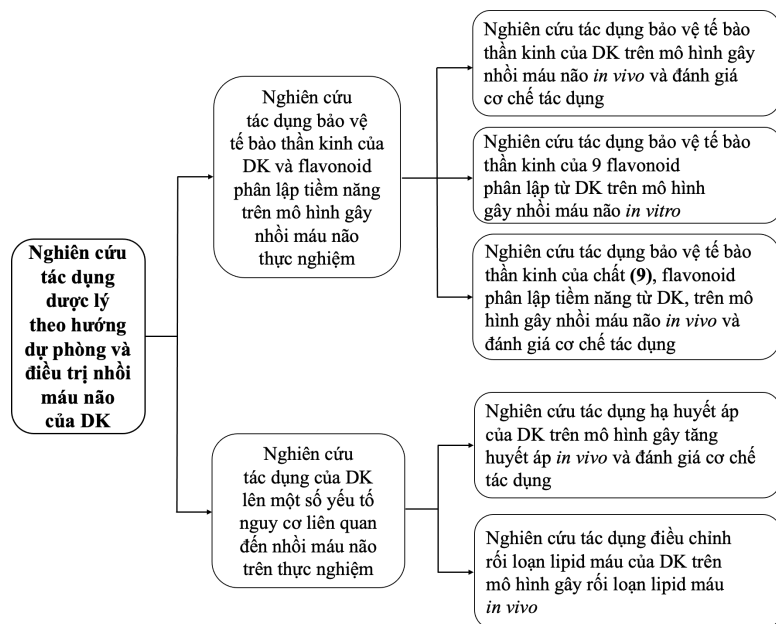 Nghiên cứu
tác dụng
dược lý
theo hướng
dự phòng và
điều trị nhồi
máu não
của DK
Nghiên cứu
tác dụng bảo vệ
tế bào thần kinh của
DK và flavonoid
phân lập tiềm năng
trên mô hình gây
nhồi máu não
thực nghiệm
Nghiên cứu tác dụng bảo vệ tế bào
thần kinh của DK trên mô hình gây
nhồi máu não in vivo và đánh giá
cơ chế tác dụng
Nghiên cứu tác dụng bảo vệ tế bào
thần kinh của 9 flavonoid
phân lập từ DK trên mô hình
gây nhồi máu não in vitro
Nghiên cứu tác dụng bảo vệ tế bào
thần kinh của chất (9), flavonoid
phân lập tiềm năng từ DK, trên mô
hình gây nhồi máu não in vivo và
đánh giá cơ chế tác dụng
Nghiên cứu
tác dụng của DK
lên một số yếu tố
nguy cơ liên quan
đến nhồi máu não
trên thực nghiệm
Nghiên cứu tác dụng hạ huyết áp
của DK trên mô hình gây tăng
huyết áp in vivo và đánh giá cơ chế
tác dụng
Nghiên cứu tác dụng điều chỉnh
rối loạn lipid máu của DK trên
mô hình gây rối loạn lipid máu
in vivo